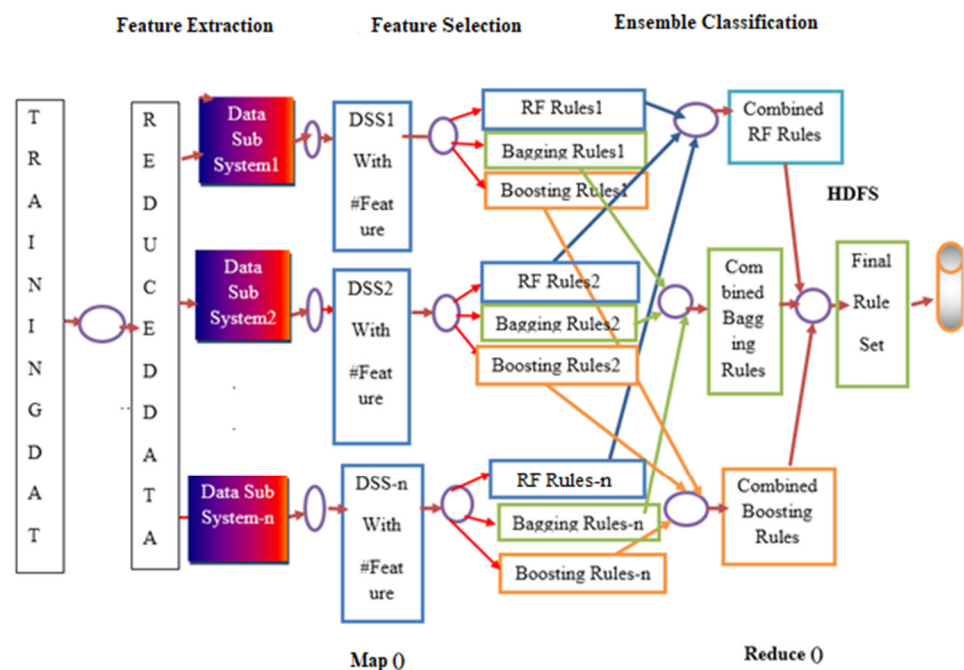 Feature Extraction
Feature Selection
Ensemble Classification
TRAININGDAT
REDUCEDDATA
Data
Sub
System1
DSS1
With
#Feat
ure
RF Rules1
Bagging Rules1
Boosting Rules1
Combined
RF Rules
HDFS
Data
Sub
System2
DSS2
With
#Feat
ure
RF Rules2
Bagging Rules2
Boosting Rules2
Com
bined
Bagg
ing
Rules
Final
Rule
Set
Data Sub
System-n
DSS-n
With
#Feat
ure
RF Rules-n
Bagging Rules-n
Boosting Rules-n
Combined
Boosting
Rules
Map ()
Reduce ()